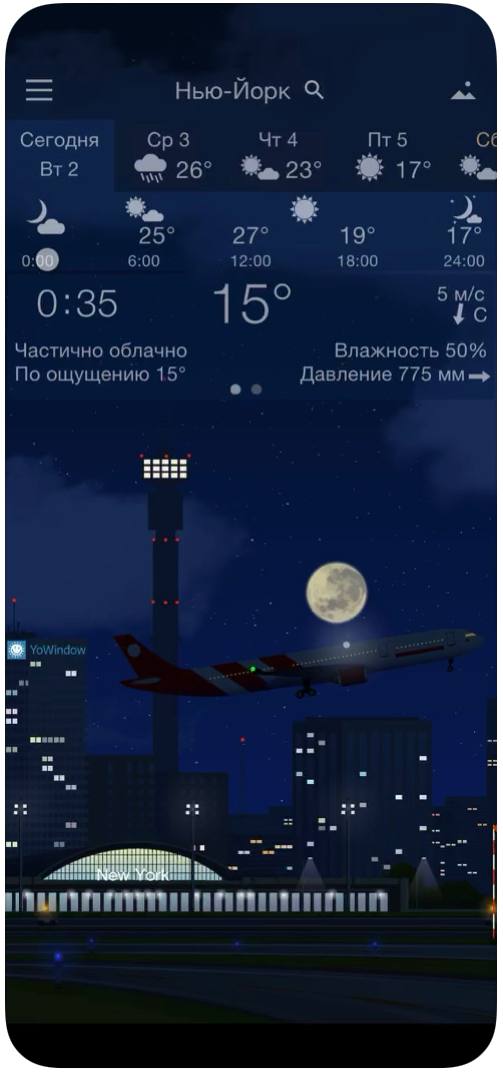 Нью-Йорк
Сегодня Ср 3 Чт 4 Пт 5 Сб
Вт 2 26° 23° 17°
25° 27° 19° 17°
0:00 6:00 12:00 18:00 24:00
0:35 15° 5 м/с
С
Частично облачно Влажность 50%
По ощущению 15° Давление 775 мм
YoWindow
New York